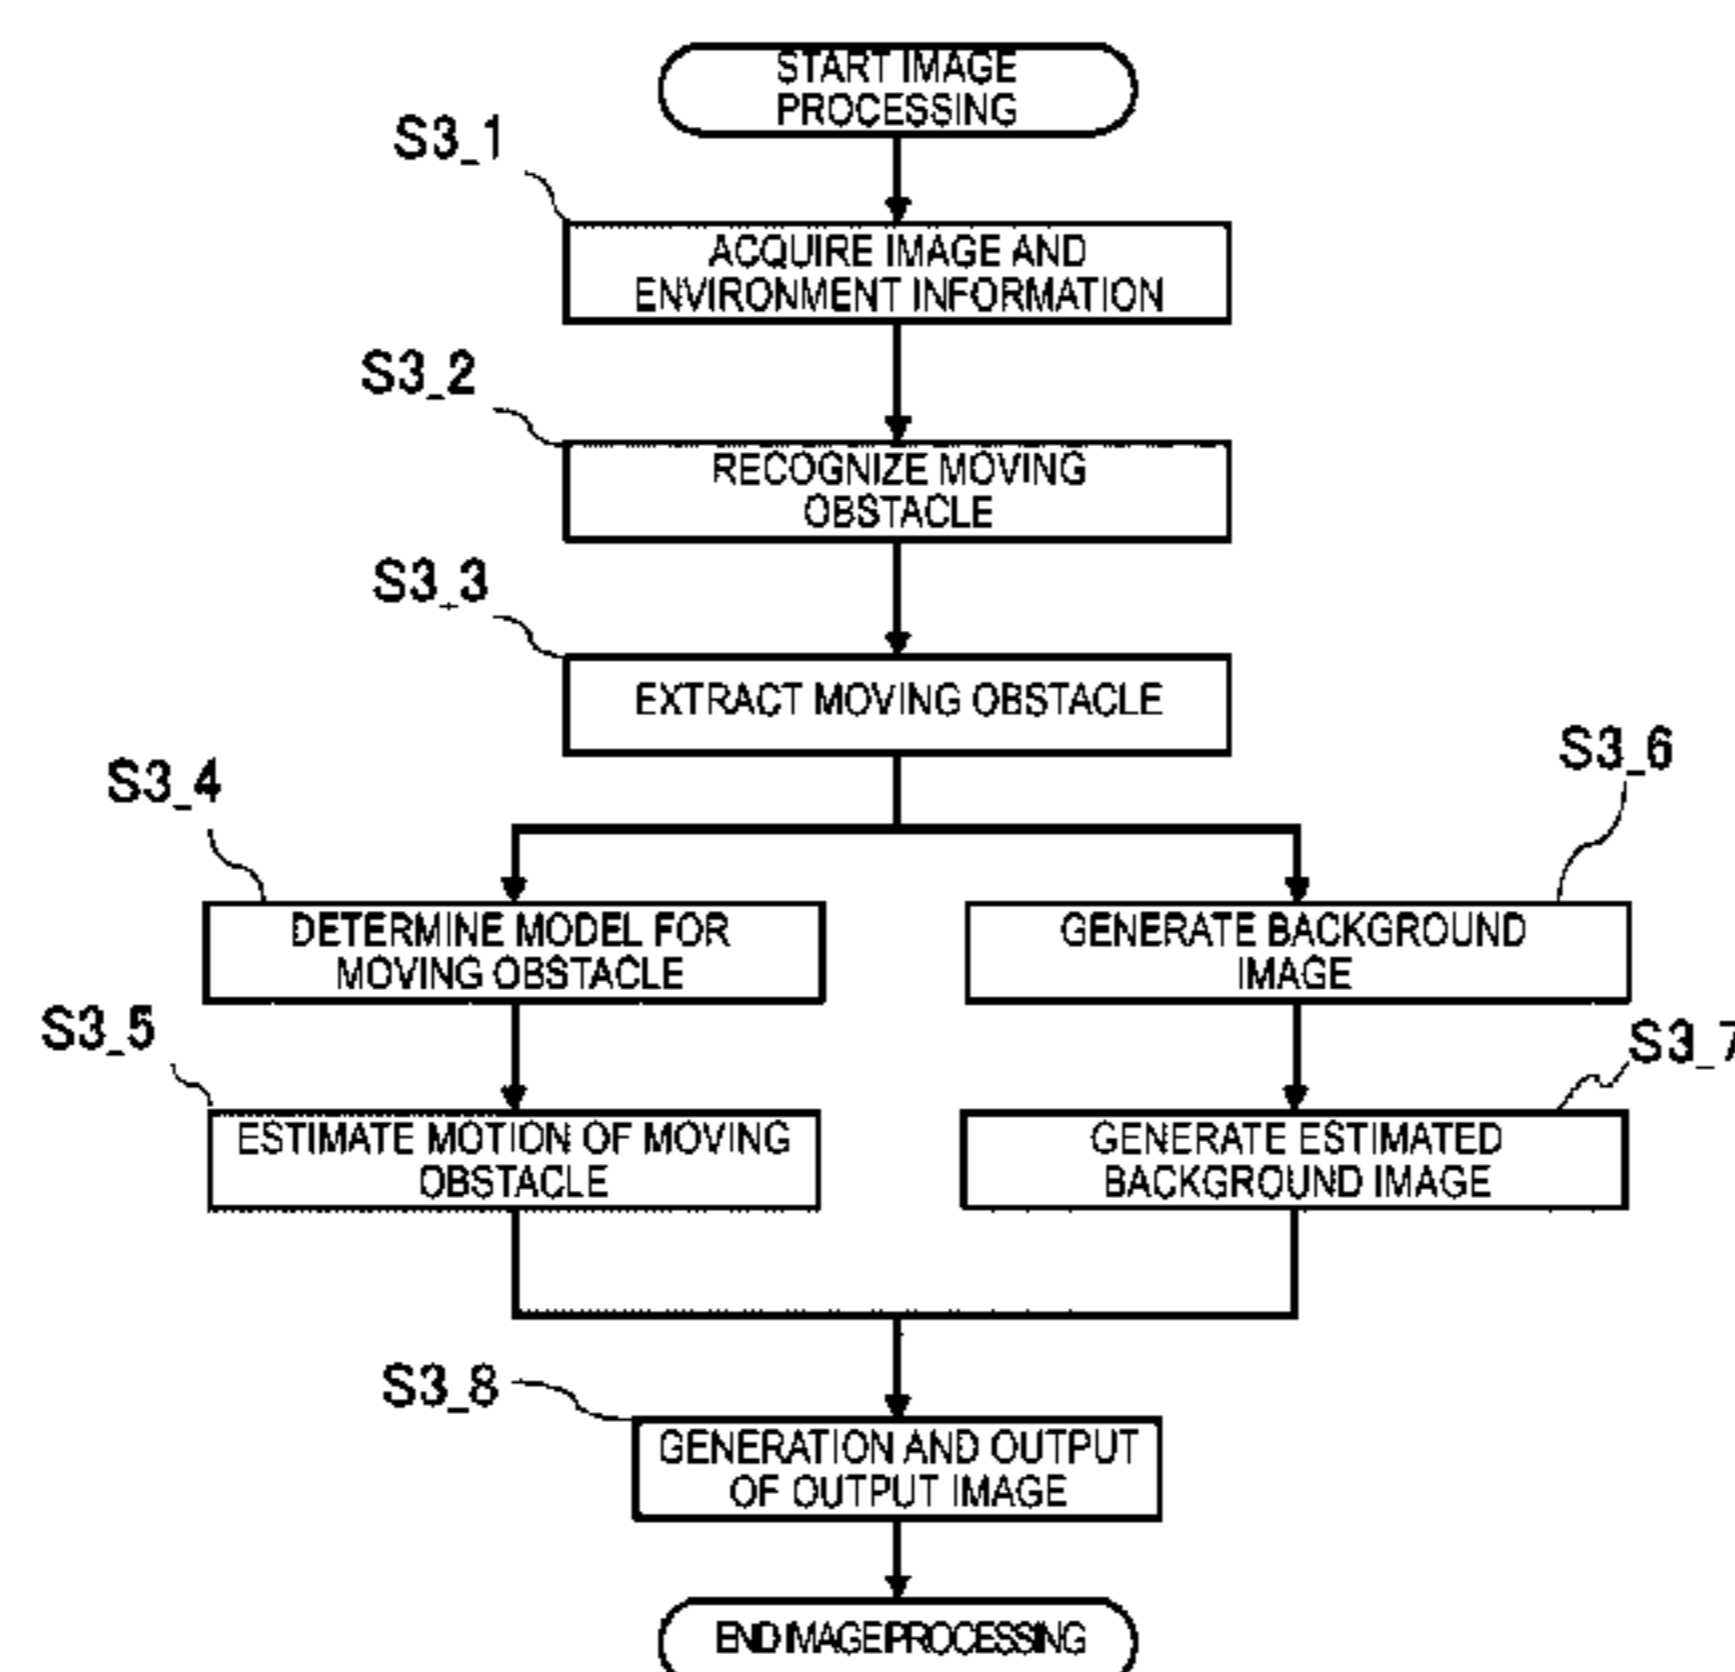 START IMAGE
PROCESSING
S3_1
ACQUIRE IMAGE AND
ENVIRONMENT INFORMATION
S3_2
RECOGNIZE MOVING
OBSTACLE
S3_3
EXTRACT MOVING OBSTACLE
S3_4
DETERMINE MODEL FOR
MOVING OBSTACLE
S3_5
ESTIMATE MOTION OF MOVING
OBSTACLE
S3_6
GENERATE BACKGROUND
IMAGE
S3_7
GENERATE ESTIMATED
BACKGROUND IMAGE
S3_8
GENERATION AND OUTPUT
OF OUTPUT IMAGE
END IMAGE PROCESSING